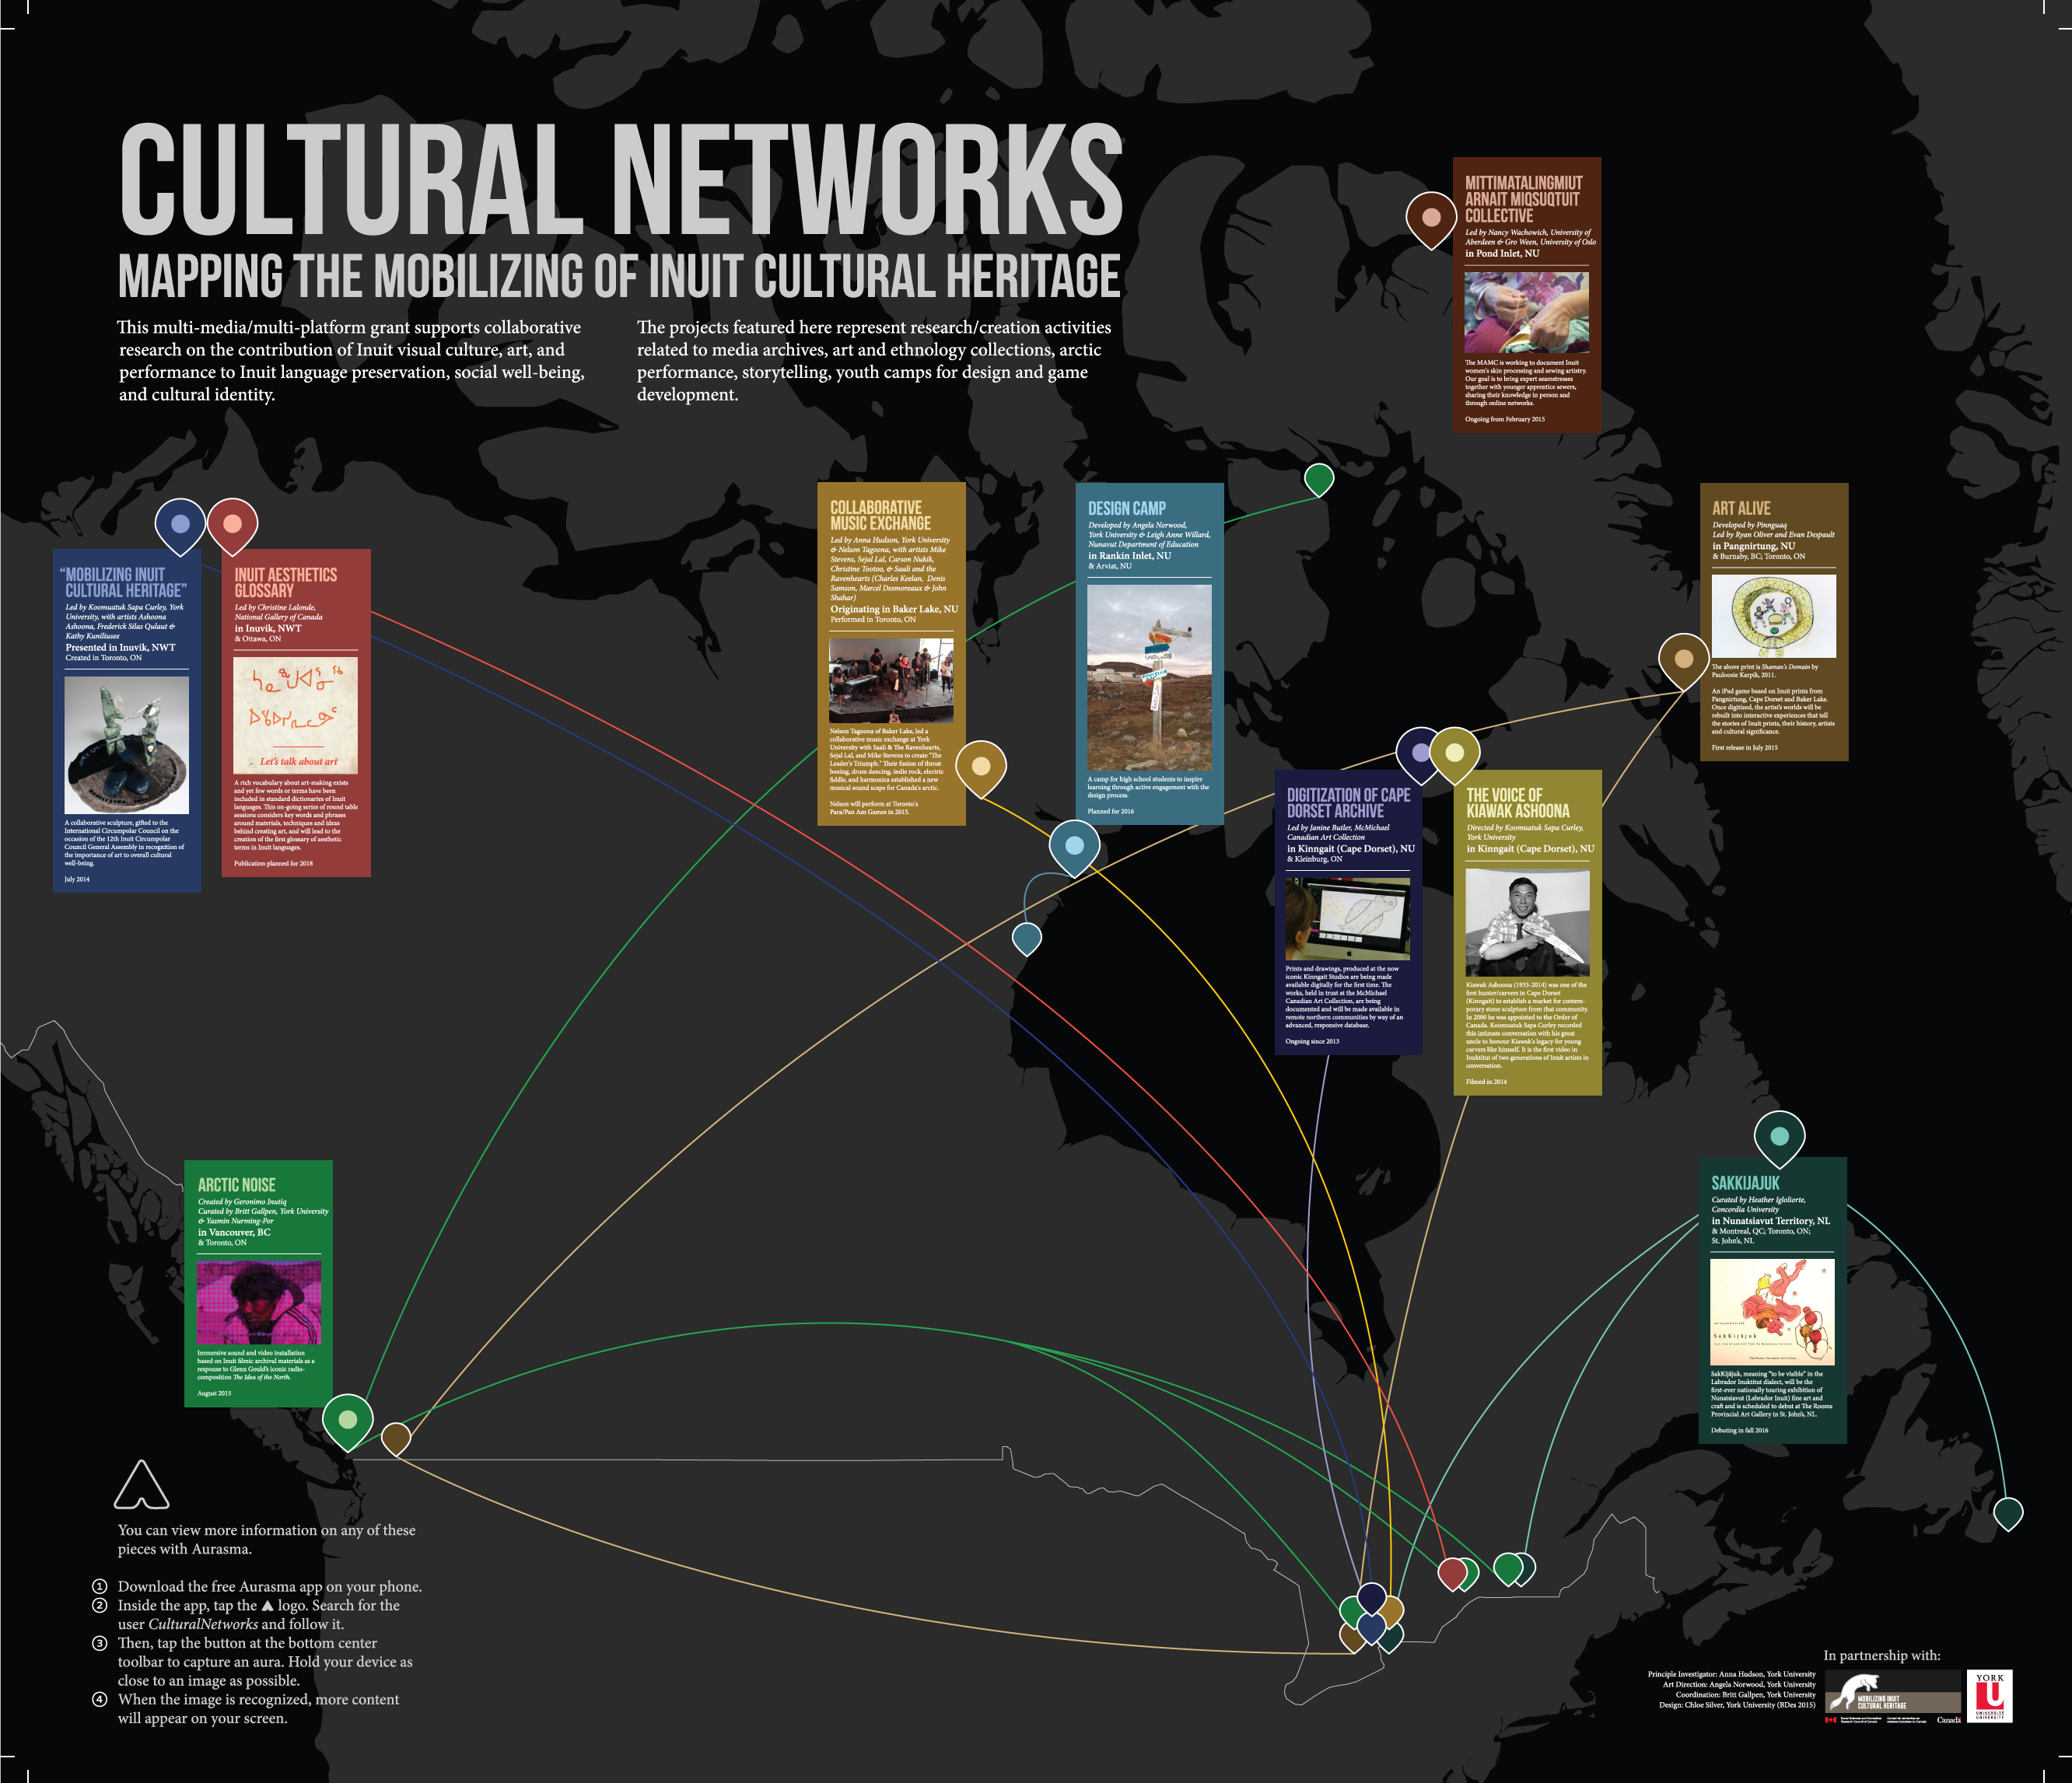 CULTURAL NETWORKS
MAPPING THE MOBILIZING OF INUIT CULTURAL HERITAGE
This multi-media/multi-platform grant supports collaborative
research on the contribution of Inuit visual culture, art, and
performance to Inuit language preservation, social well-being,
and cultural identity.
The projects featured here represent research/creation activities
related to media archives, art and ethnology collections, arctic
performance, storytelling, youth camps for design and game
development.
MITTIMATALINGMIUT
ARNAIT MIQSUQTUIT
COLLECTIVE
Led by Nancy Wachowich, University of
Aberdeen & Gro Ween, University of Oslo
in Pond Inlet, NU
The MAMC is working to document Inuit
women's skin processing and sewing artistry.
Our goal is to bring expert seamstresses
together with younger apprentice sewers,
sharing their knowledge in person and
through online networks.
Ongoing from February 2015
"MOBILIZING INUIT
CULTURAL HERITAGE"
Led by Koomuatuk Sapa Curley, York
University, with artists Ashoona
Ashoona, Frederick Silas Qulaut &
Kathy Kuniliusee
Presented in Inuvik, NWT
Created in Toronto, ON
A collaborative sculpture, gifted to the
International Circumpolar Council on the
occasion of the 12th Inuit Circumpolar
Council General Assembly in recognition of
the importance of art to overall cultural
well-being.
July 2014
INUIT AESTHETICS
GLOSSARY
Led by Christine Lalonde,
National Gallery of Canada
in Inuvik, NWT
& Ottawa, ON
Let's talk about art
A rich vocabulary about art-making exists
and yet few words or terms have been
included in standard dictionaries of Inuit
languages. This on-going series of round table
sessions considers key words and phrases
around materials, techniques and ideas
behind creating art, and will lead to the
creation of the first glossary of aesthetic
terms in Inuit languages.
Publication planned for 2018
COLLABORATIVE
MUSIC EXCHANGE
Led by Anna Hudson, York University
& Nelson Tagoona, with artists Mike
Stevens, Sejal Lal, Carson Nukik,
Christine Tootoo, & Saali and the
Ravenhearts (Charles Keelan, Denis
Samson, Marcel Desmoreaux & John
Shahar)
Originating in Baker Lake, NU
Performed in Toronto, ON
Nelson Tagoona of Baker Lake, led a
collaborative music exchange at York
University with Saali & The Ravenhearts,
Sejal Lal, and Mike Stevens to create "The
Leader's Triumph." Their fusion of throat
boxing, drum dancing, indie rock, electric
fiddle, and harmonica established a new
musical sound scape for Canada's arctic.
Nelson will perform at Toronto's
Para/Pan Am Games in 2015.
DESIGN CAMP
Developed by Angela Norwood,
York University & Leigh Anne Willard,
Nunavut Department of Education
in Rankin Inlet, NU
& Arviat, NU
A camp for high school students to inspire
learning through active engagement with the
design process.
Planned for 2016
ART ALIVE
Developed by Pinnguaq
Led by Ryan Oliver and Evan Despault
in Pangnirtung, NU
& Burnaby, BC; Toronto, ON
The above print is Shaman's Domain by
Pauloosie Karpik, 2011.
An iPad game based on Inuit prints from
Pangnirtung, Cape Dorset and Baker Lake.
Once digitized, the artist's worlds will be
rebuilt into interactive experiences that tell
the stories of Inuit prints, their history, artists
and cultural significance.
First release in July 2015
DIGITIZATION OF CAPE
DORSET ARCHIVE
Led by Janine Butler, McMichael
Canadian Art Collection
in Kinngait (Cape Dorset), NU
& Kleinburg, ON
Prints and drawings, produced at the now
iconic Kinngait Studios are being made
available digitally for the first time. The
works, held in trust at the McMichael
Canadian Art Collection, are being
documented and will be made available in
remote northern communities by way of an
advanced, responsive database.
Ongoing since 2013
THE VOICE OF
KIAWAK ASHOONA
Directed by Koomuatuk Sapa Curley,
York University
in Kinngait (Cape Dorset), NU
Kiawak Ashoona (1933-2014) was one of the
first hunter/carvers in Cape Dorset
(Kinngait) to establish a market for contem-
porary stone sculpture from that community.
In 2000 he was appointed to the Order of
Canada. Koomuatuk Sapa Curley recorded
this intimate conversation with his great
uncle to honour Kiawak's legacy for young
carvers like himself. It is the first video in
Inuktitut of two generations of Inuit artists in
conversation.
Filmed in 2014
ARCTIC NOISE
Created by Geronimo Inutiq
Curated by Britt Gallpen, York University
& Yasmin Nurming-Por
in Vancouver, BC
& Toronto, ON
Immersive sound and video installation
based on Inuit filmic archival materials as a
response to Glenn Gould's iconic radio-
composition The Idea of the North.
August 2015
SAKKIJAJUK
Curated by Heather Igloliorte,
Concordia University
in Nunatsiavut Territory, NL
& Montreal, QC; Toronto, ON;
St. John's, NL
SakKijâjuk
SakKijâjuk, meaning "to be visible" in the
Labrador Inuktitut dialect, will be the
first-ever nationally touring exhibition of
Nunatsiavut (Labrador Inuit) fine art and
craft and is scheduled to debut at The Rooms
Provincial Art Gallery in St. John's, NL.
Debuting in fall 2016
You can view more information on any of these
pieces with Aurasma.
1 Download the free Aurasma app on your phone.
2 Inside the app, tap the logo. Search for the
user CulturalNetworks and follow it.
3 Then, tap the button at the bottom center
toolbar to capture an aura. Hold your device as
close to an image as possible.
4 When the image is recognized, more content
will appear on your screen.
In partnership with:
Principle Investigator: Anna Hudson, York University
Art Direction: Angela Norwood, York University
Coordination: Britt Gallpen, York University
Design: Chloe Silver, York University (BDes 2015)
MOBILIZING INUIT
CULTURAL HERITAGE
Canada
YORK
U
UNIVERSITÉ
UNIVERSITY